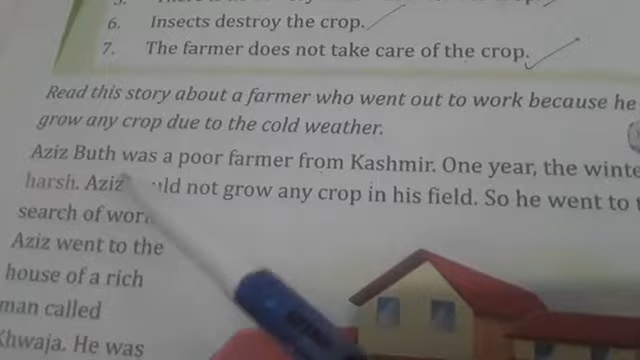 6. Insects destroy the crop.
7. The farmer does not take care of the crop.
Read this story about a farmer who went out to work because he
grow any crop due to the cold weather.
Aziz Buth was a poor farmer from Kashmir. One year, the winte
harsh. Aziz uld not grow any crop in his field. So he went to t
search of wor
Aziz went to the
house of a rich
man called
Khwaja. He was